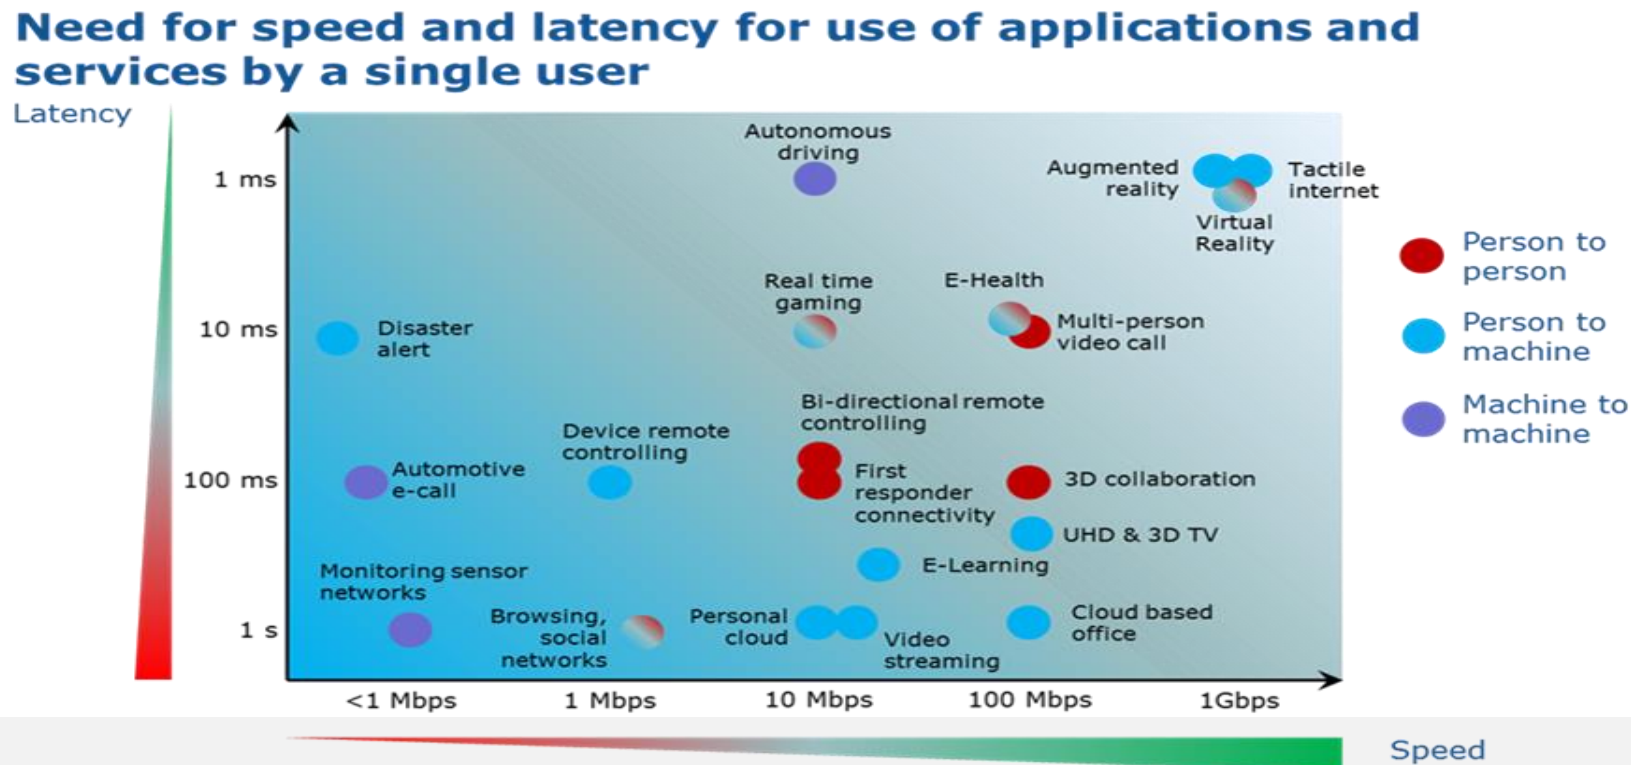 Need for speed and latency for use of applications and
services by a single user
Latency
Autonomous
driving
1 ms
Augmented
reality
Tactile
internet
Virtual
Reality
Person to
person
Real time
gaming
E-Health
10 ms
Disaster
alert
Multi-person
video call
Person to
machine
Bi-directional remote
controlling
Machine to
machine
Device remote
controlling
100 ms
Automotive
e-call
First
responder
connectivity
3D collaboration
UHD & 3D TV
E-Learning
Monitoring sensor
networks
1 s
Browsing,
social
networks
Personal
cloud
Video
streaming
Cloud based
office
<1 Mbps
1 Mbps
10 Mbps
100 Mbps
1Gbps
Speed